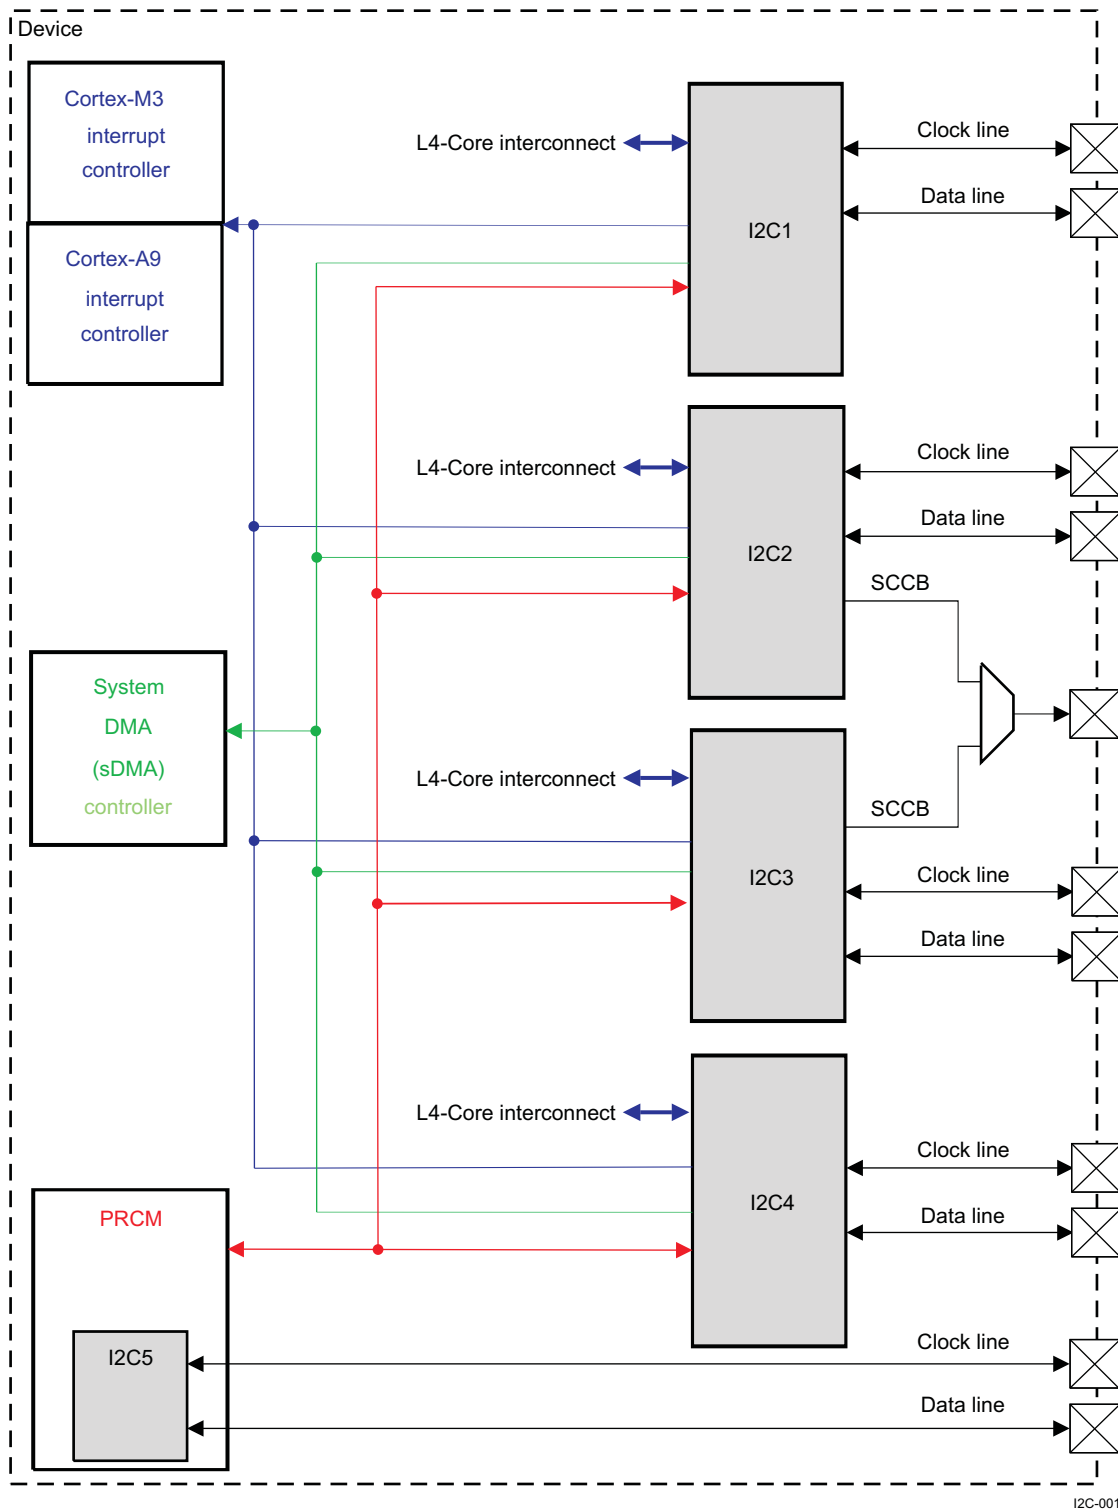 Device
Cortex-M3
interrupt
controller
Cortex-A9
interrupt
controller
L4-Core interconnect
I2C1
Clock line
Data line
L4-Core interconnect
I2C2
Clock line
Data line
SCCB
System
DMA
(sDMA)
controller
L4-Core interconnect
I2C3
SCCB
Clock line
Data line
L4-Core interconnect
I2C4
Clock line
Data line
PRCM
I2C5
Clock line
Data line
I2C-001